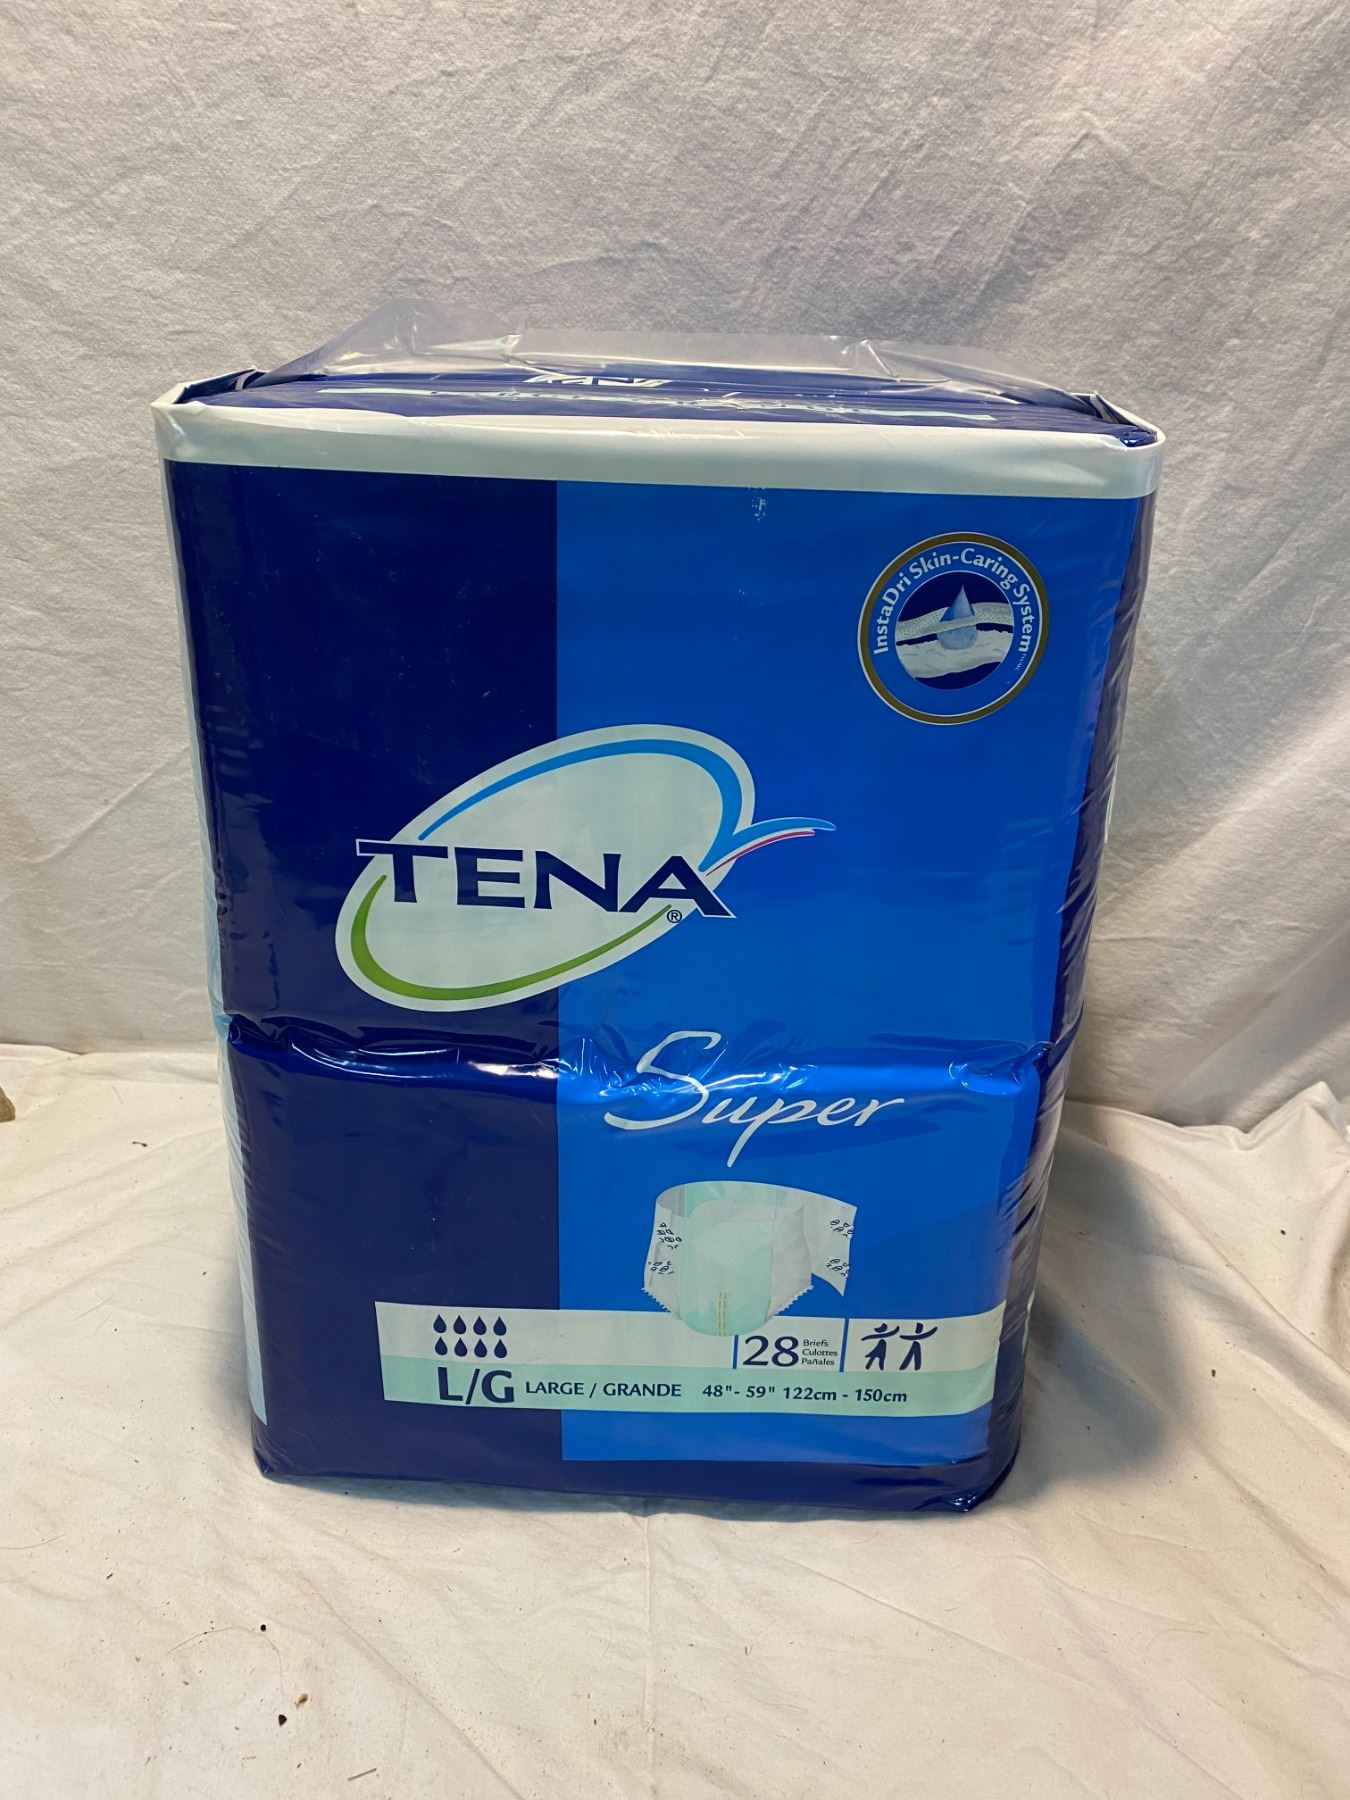 InstaDri Skin-Caring System
TENA®
Super
28 Briefs
Culottes
Pañales
L/G LARGE / GRANDE 48" - 59" 122cm - 150cm